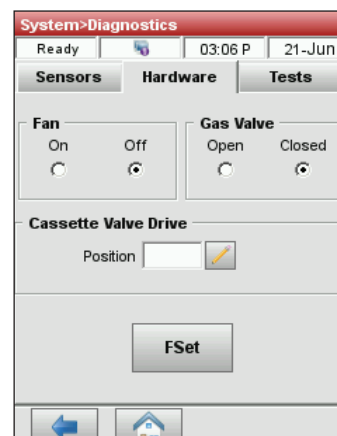 System>Diagnostics
Ready 03:06 P 21-Jun
Sensors Hardware Tests
Fan Gas Valve
On Off Open Closed
Cassette Valve Drive
Position
FSet